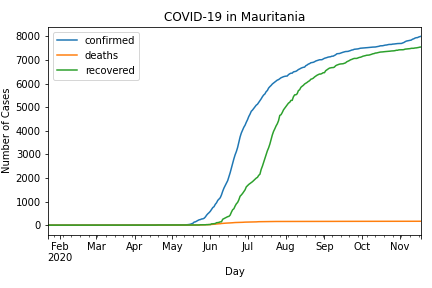 COVID-19 in Mauritania
confirmed
deaths
recovered
Number of Cases
8000
7000
6000
5000
4000
3000
2000
1000
0
Feb Mar Apr May Jun Jul Aug Sep Oct Nov
2020
Day